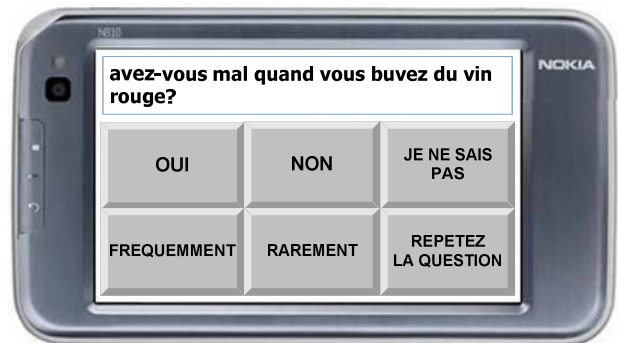 N810
NOKIA
avez-vous mal quand vous buvez du vin
rouge?
OUI
NON
JE NE SAIS
PAS
FREQUEMMENT
RAREMENT
REPETEZ
LA QUESTION